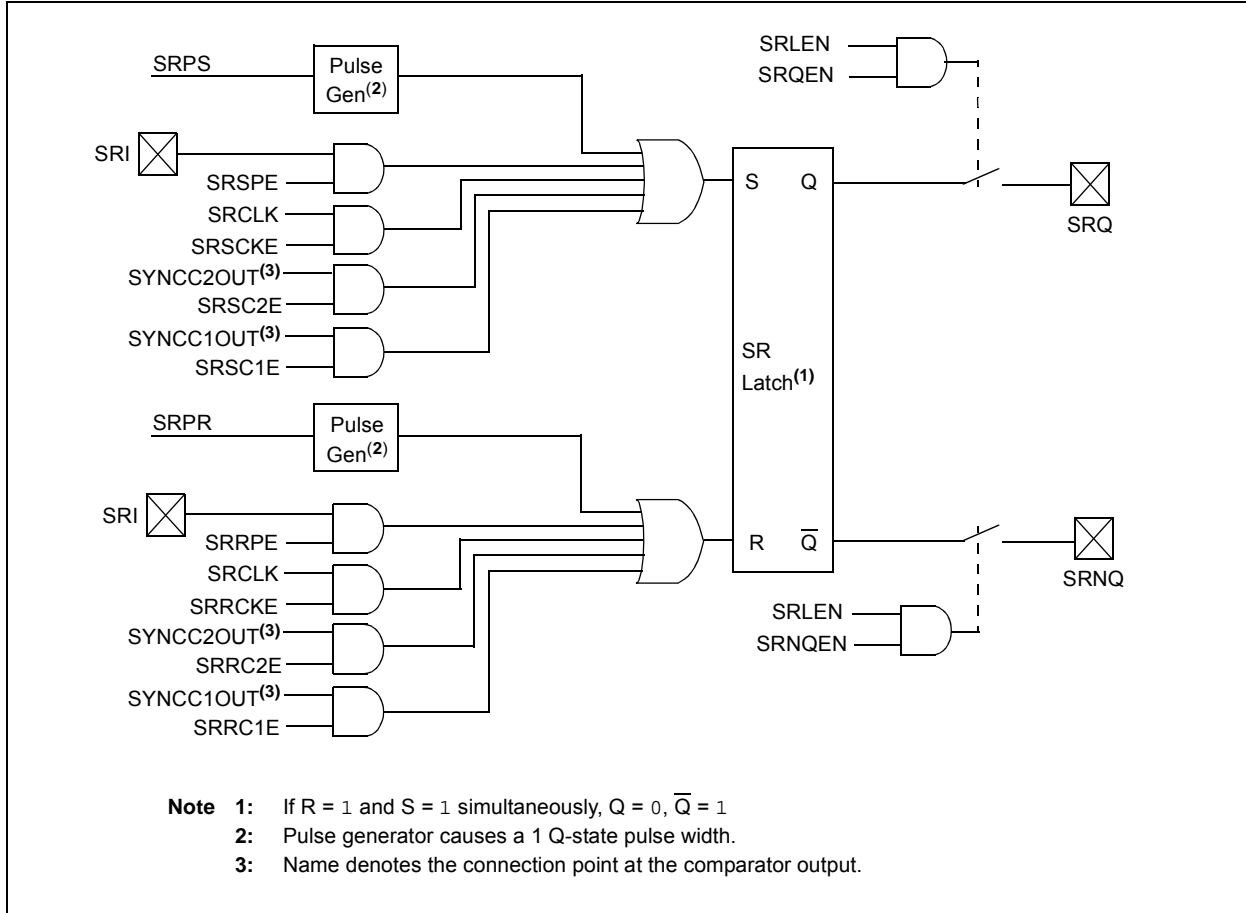 SRPS
Pulse
Gen(2)
SRLEN
SRQEN
SRI
SRSPE
SRCLK
SRSCKE
SYNCC2OUT(3)
SRSC2E
SYNCC1OUT(3)
SRSC1E
S Q
SRQ
SR
Latch(1)
SRPR
Pulse
Gen(2)
SRI
SRRPE
SRCLK
SRRCKE
SYNCC2OUT(3)
SRRC2E
SYNCC1OUT(3)
SRRC1E
R Q̅
SRNQ
SRLEN
SRNQEN
Note 1: If R = 1 and S = 1 simultaneously, Q = 0, Q̅ = 1
2: Pulse generator causes a 1 Q-state pulse width.
3: Name denotes the connection point at the comparator output.